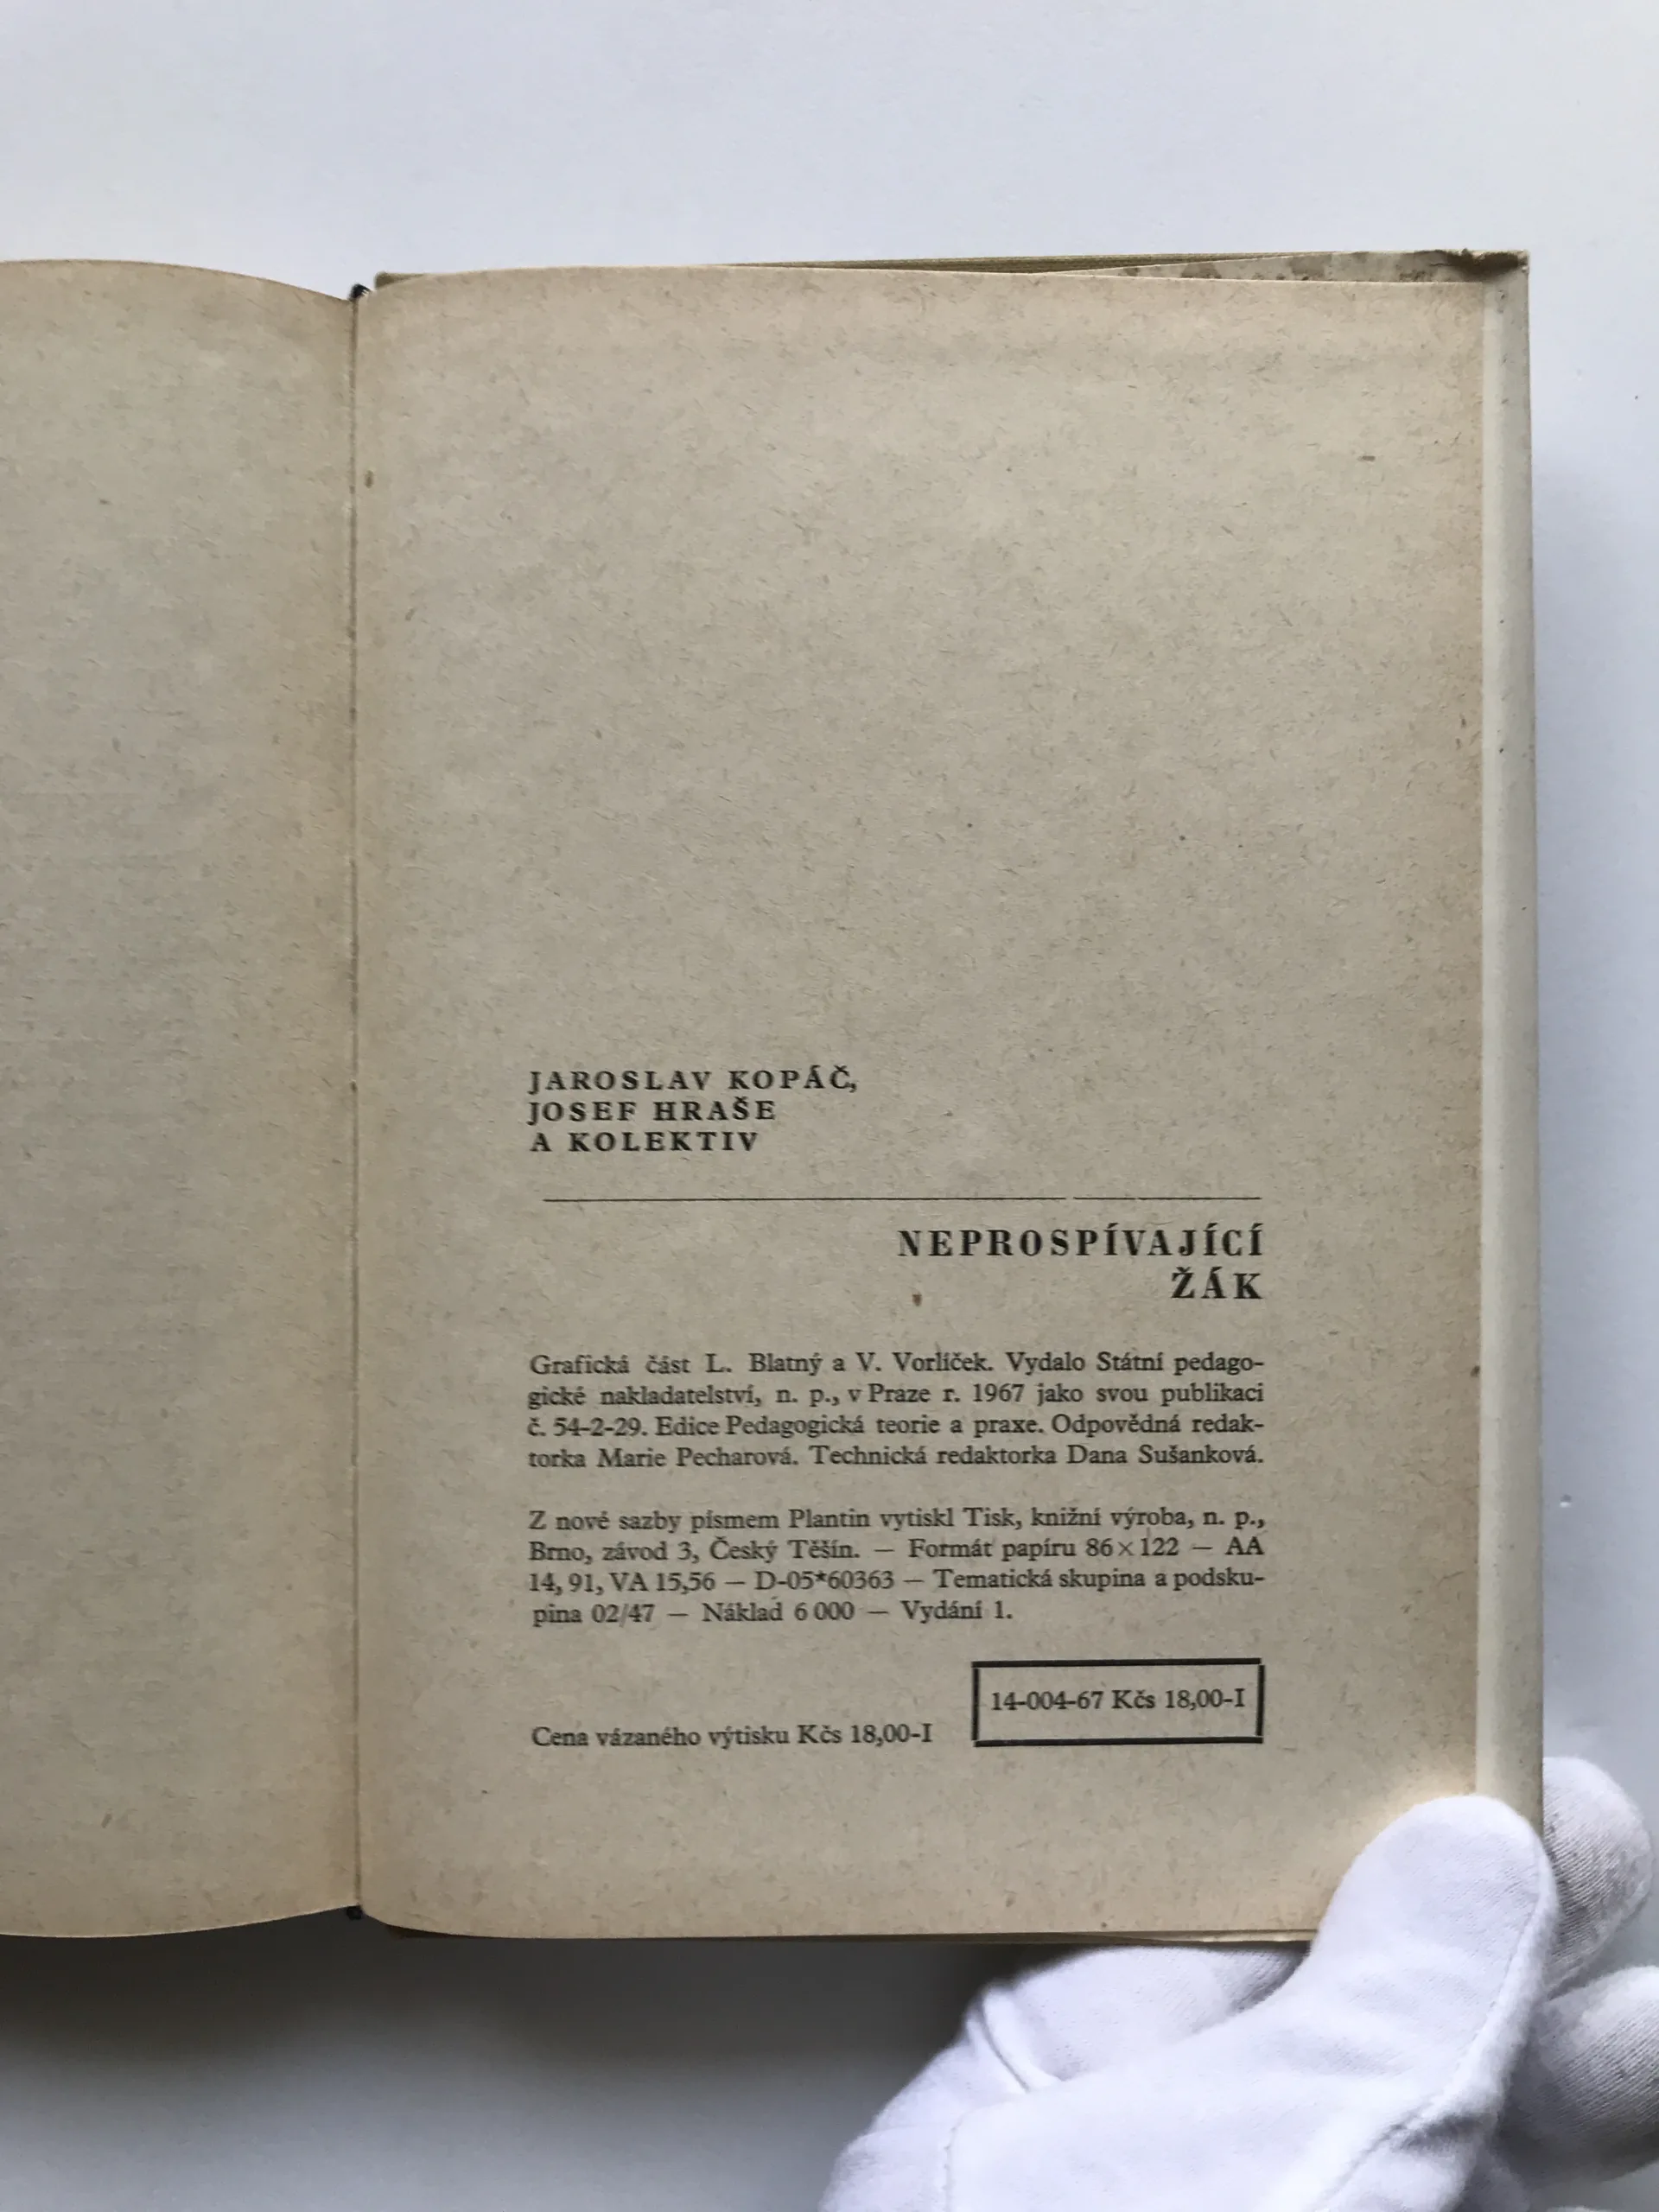 JAROSLAV KOPÁČ,
JOSEF HRAŠE
A KOLEKTIV
NEPROSPÍVAJÍCÍ
ŽÁK
Grafická část L. Blatný a V. Vorlíček. Vydalo Státní pedago-
gické nakladatelství, n. p., v Praze r. 1967 jako svou publikaci
č. 54-2-29. Edice Pedagogická teorie a praxe. Odpovědná redak-
torka Marie Pecharová. Technická redaktorka Dana Sušanková.
Z nové sazby písmem Plantin vytiskl Tisk, knižní výroba, n. p.,
Brno, závod 3, Český Těšín. — Formát papíru 86×122 — AA
14, 91, VA 15,56 — D-05*60363 — Tematická skupina a podsku-
pina 02/47 — Náklad 6 000 — Vydání 1.
14-004-67 Kčs 18,00-I
Cena vázaného výtisku Kčs 18,00-I